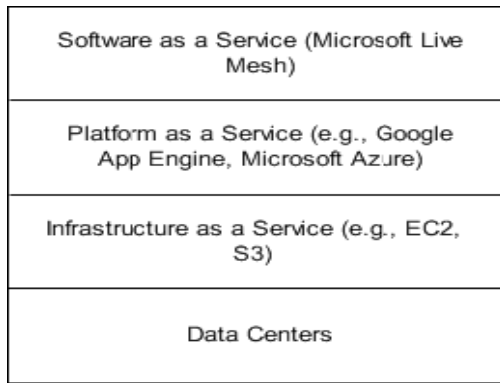 Software as a Service (Microsoft Live
Mesh)
Platform as a Service (e.g., Google
App Engine, Microsoft Azure)
Infrastructure as a Service (e.g., EC2,
S3)
Data Centers